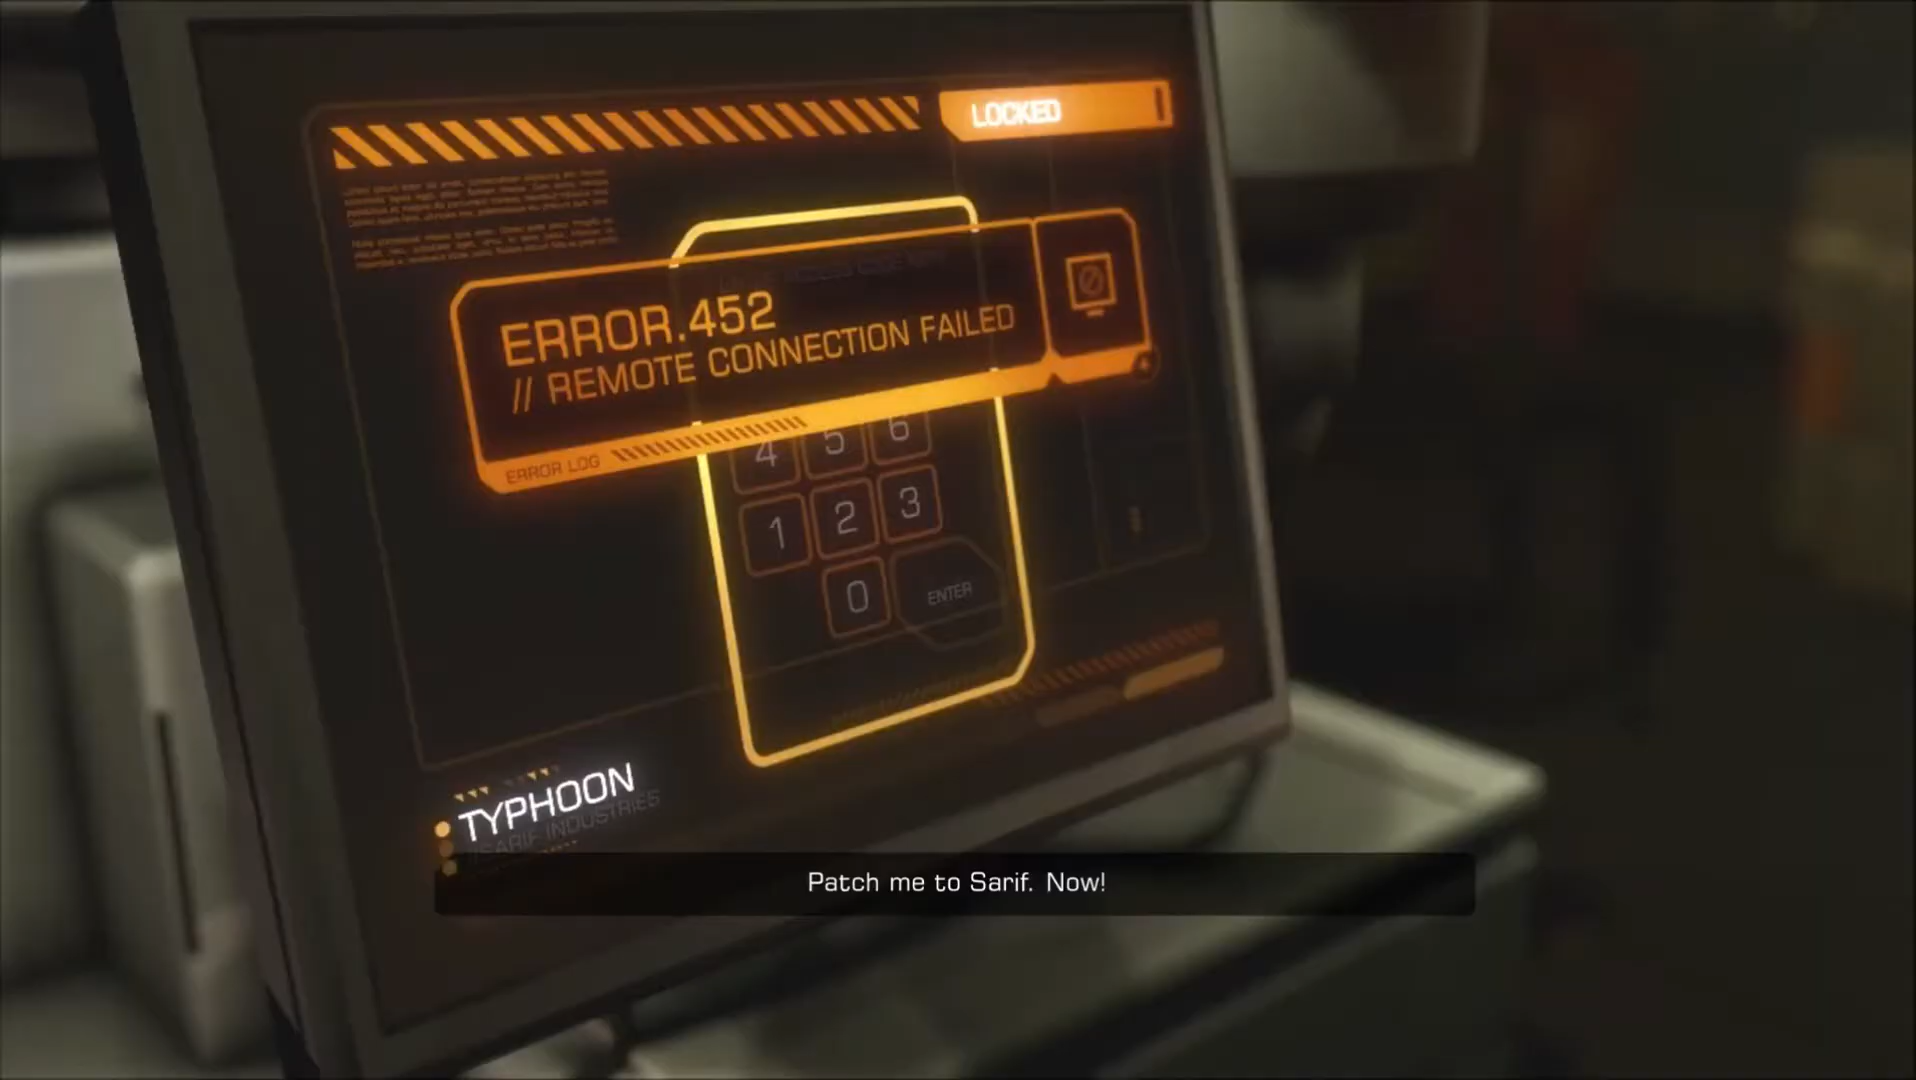 LOCKED
ERROR.452
// REMOTE CONNECTION FAILED
ERROR LOG
4 5 6
1 2 3
0 ENTER
TYPHOON
//SARIF INDUSTRIES
Patch me to Sarif. Now!